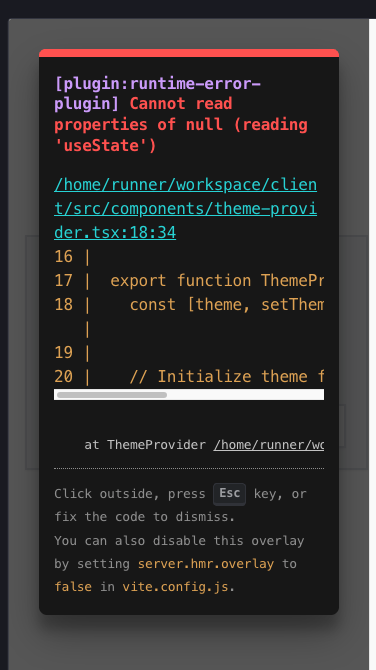 [plugin:runtime-error-
plugin] Cannot read
properties of null (reading
'useState')
/home/runner/workspace/clien
t/src/components/theme-provi
der.tsx:18:34
16 |
17 |  export function ThemePr
18 |    const [theme, setThem
   |
19 |
20 |    // Initialize theme f
at ThemeProvider /home/runner/wo
Click outside, press Esc key, or
fix the code to dismiss.
You can also disable this overlay
by setting server.hmr.overlay to
false in vite.config.js.